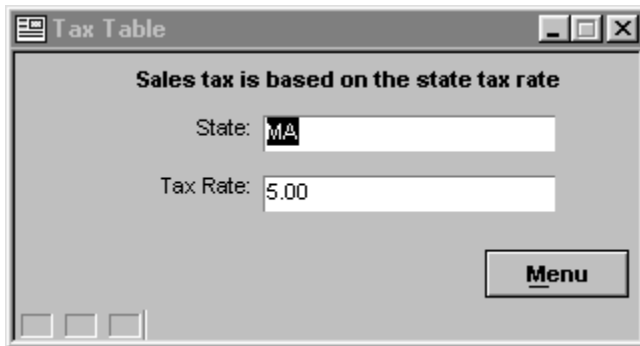 Tax Table
Sales tax is based on the state tax rate
State: MA
Tax Rate: 5.00
Menu